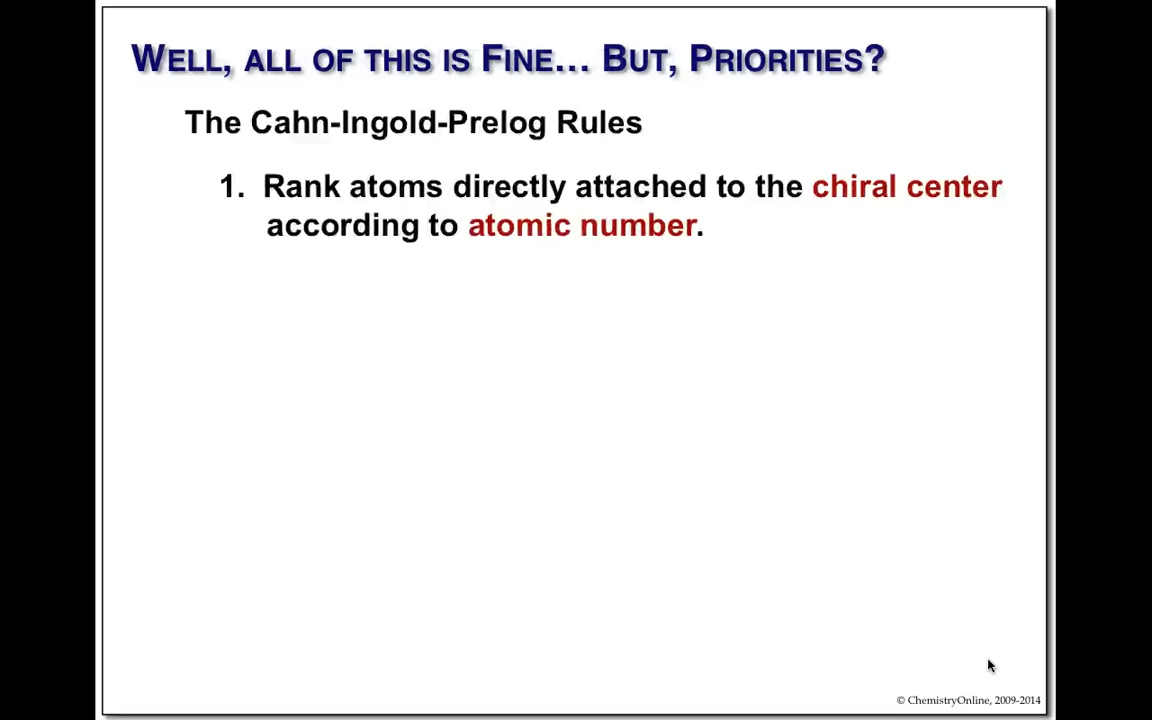 WELL, ALL OF THIS IS FINE... BUT, PRIORITIES?
The Cahn-Ingold-Prelog Rules
1. Rank atoms directly attached to the chiral center
according to atomic number.
© ChemistryOnline, 2009-2014